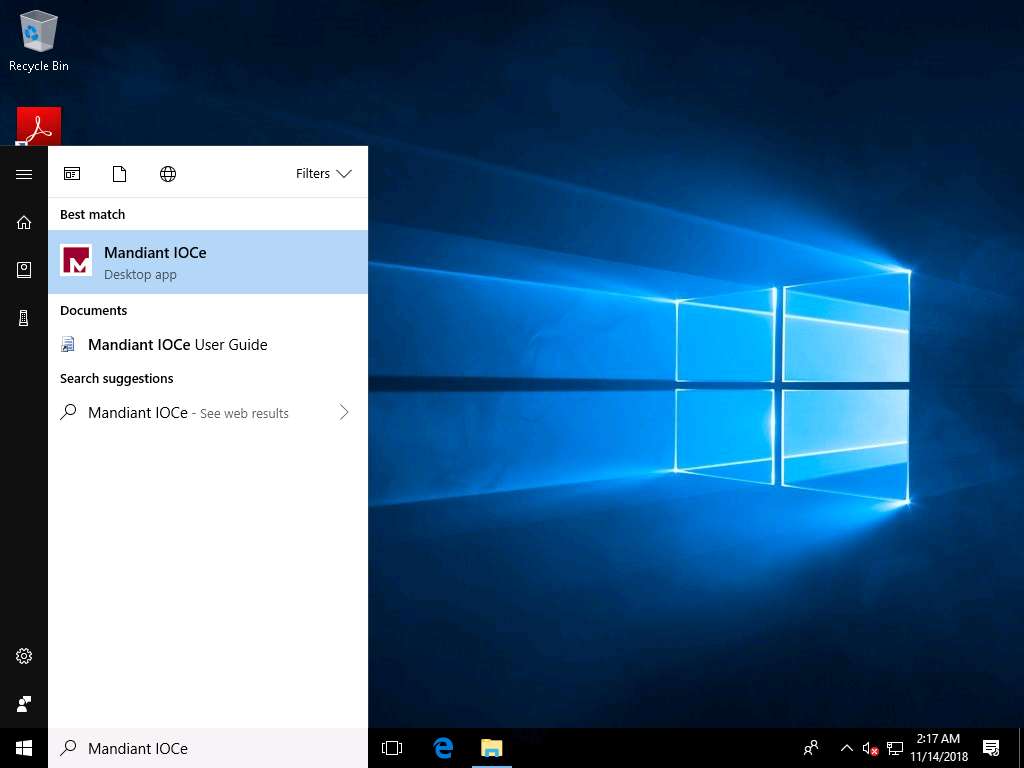 Recycle Bin
Filters
Best match
Mandiant IOCe
Desktop app
Documents
Mandiant IOCe User Guide
Search suggestions
Mandiant IOCe - See web results
Mandiant IOCe
2:17 AM
11/14/2018